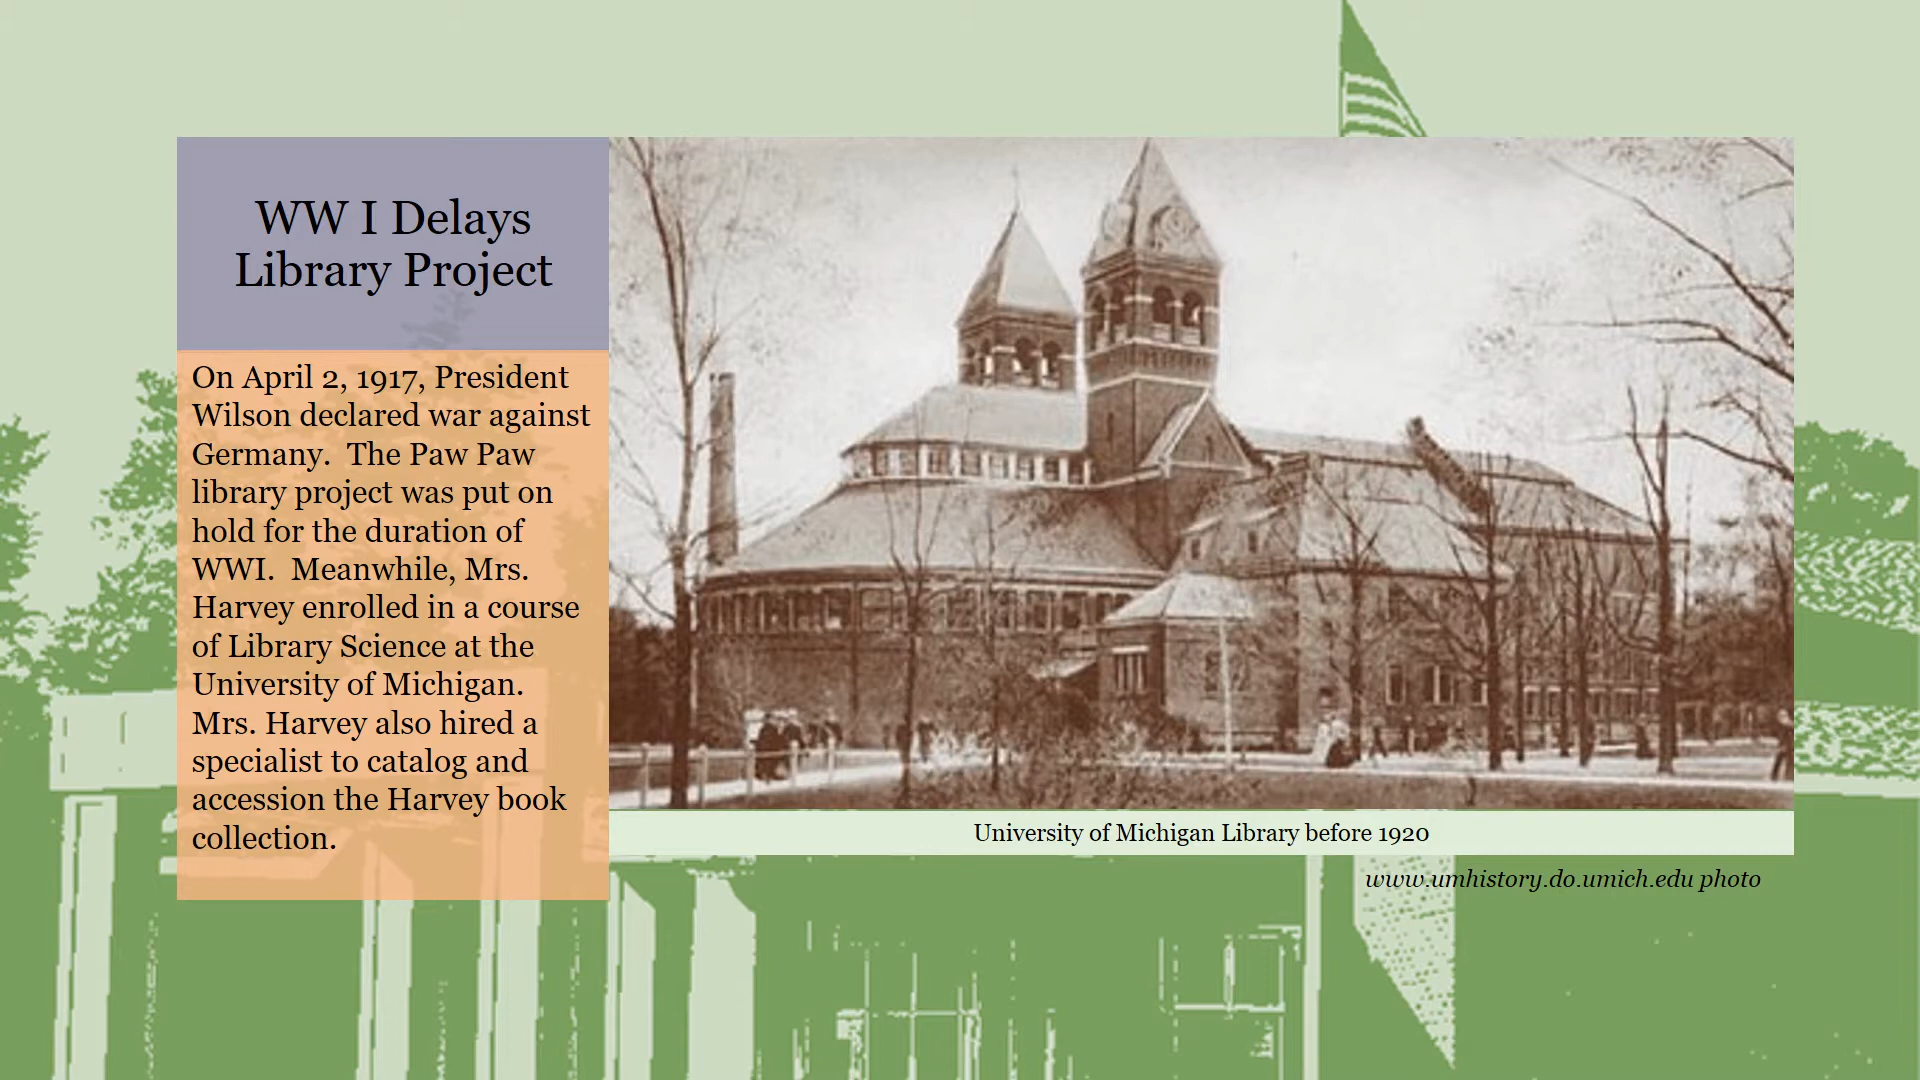 WW I Delays
Library Project
On April 2, 1917, President
Wilson declared war against
Germany.  The Paw Paw
library project was put on
hold for the duration of
WWI.  Meanwhile, Mrs.
Harvey enrolled in a course
of Library Science at the
University of Michigan.
Mrs. Harvey also hired a
specialist to catalog and
accession the Harvey book
collection.
University of Michigan Library before 1920
www.umhistory.do.umich.edu photo